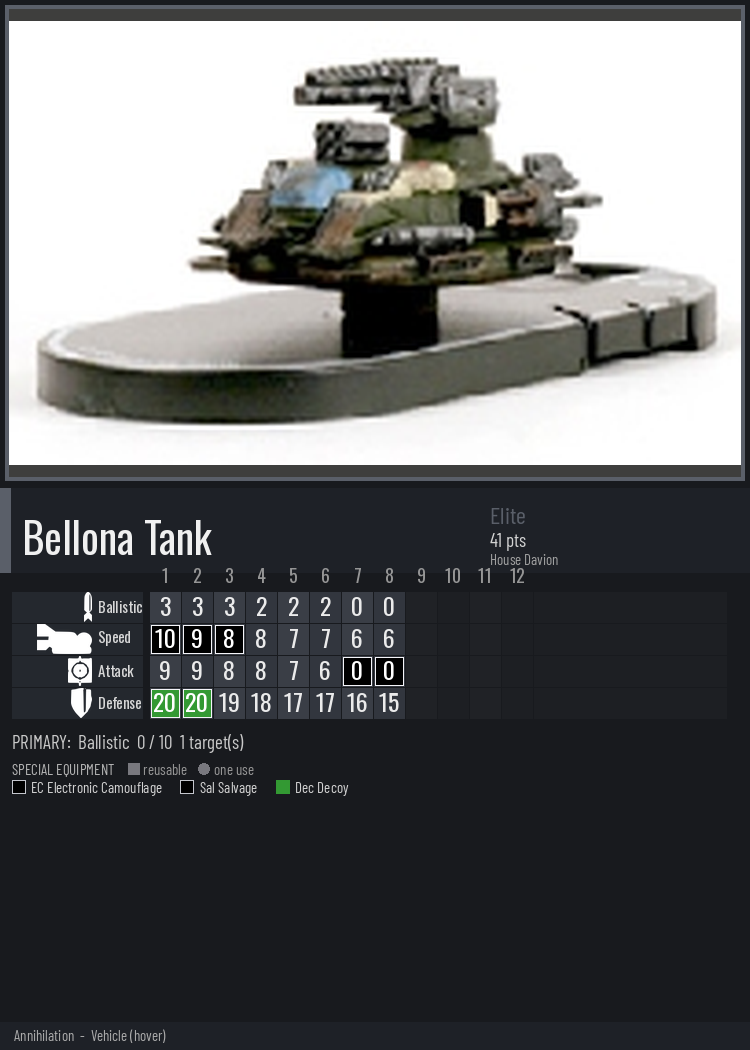 Bellona Tank
Elite
41 pts
House Davion
1 2 3 4 5 6 7 8 9 10 11 12
Ballistic 3 3 3 2 2 2 0 0
Speed 10 9 8 8 7 7 6 6
Attack 9 9 8 8 7 6 0 0
Defense 20 20 19 18 17 17 16 15
PRIMARY: Ballistic 0 / 10 1 target(s)
SPECIAL EQUIPMENT reusable one use
EC Electronic Camouflage Sal Salvage Dec Decoy
Annihilation - Vehicle (hover)